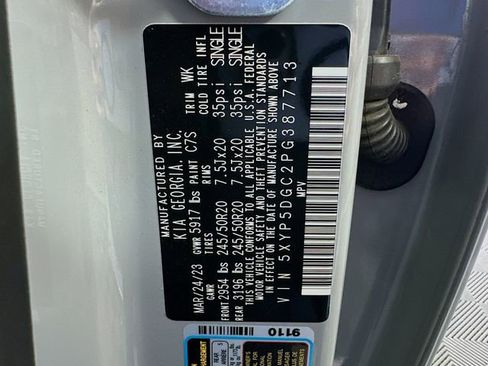 MANUFACTURED BY
KIA GEORGIA, INC.
MAR/24/23 GVWR 5917 lbs PAINT C7S TRIM WK
GAWR TIRES RIMS COLD TIRE INFL
FRONT 2954 lbs 245/50R20 7.5Jx20 35psi SINGLE
REAR 3196 lbs 245/50R20 7.5Jx20 35psi SINGLE
THIS VEHICLE CONFORMS TO ALL APPLICABLE U.S.A. FEDERAL
MOTOR VEHICLE SAFETY AND THEFT PREVENTION STANDARDS
IN EFFECT ON THE DATE OF MANUFACTURE SHOWN ABOVE
VIN 5XYP5DGC2PG387713
MPV
9110
REAR